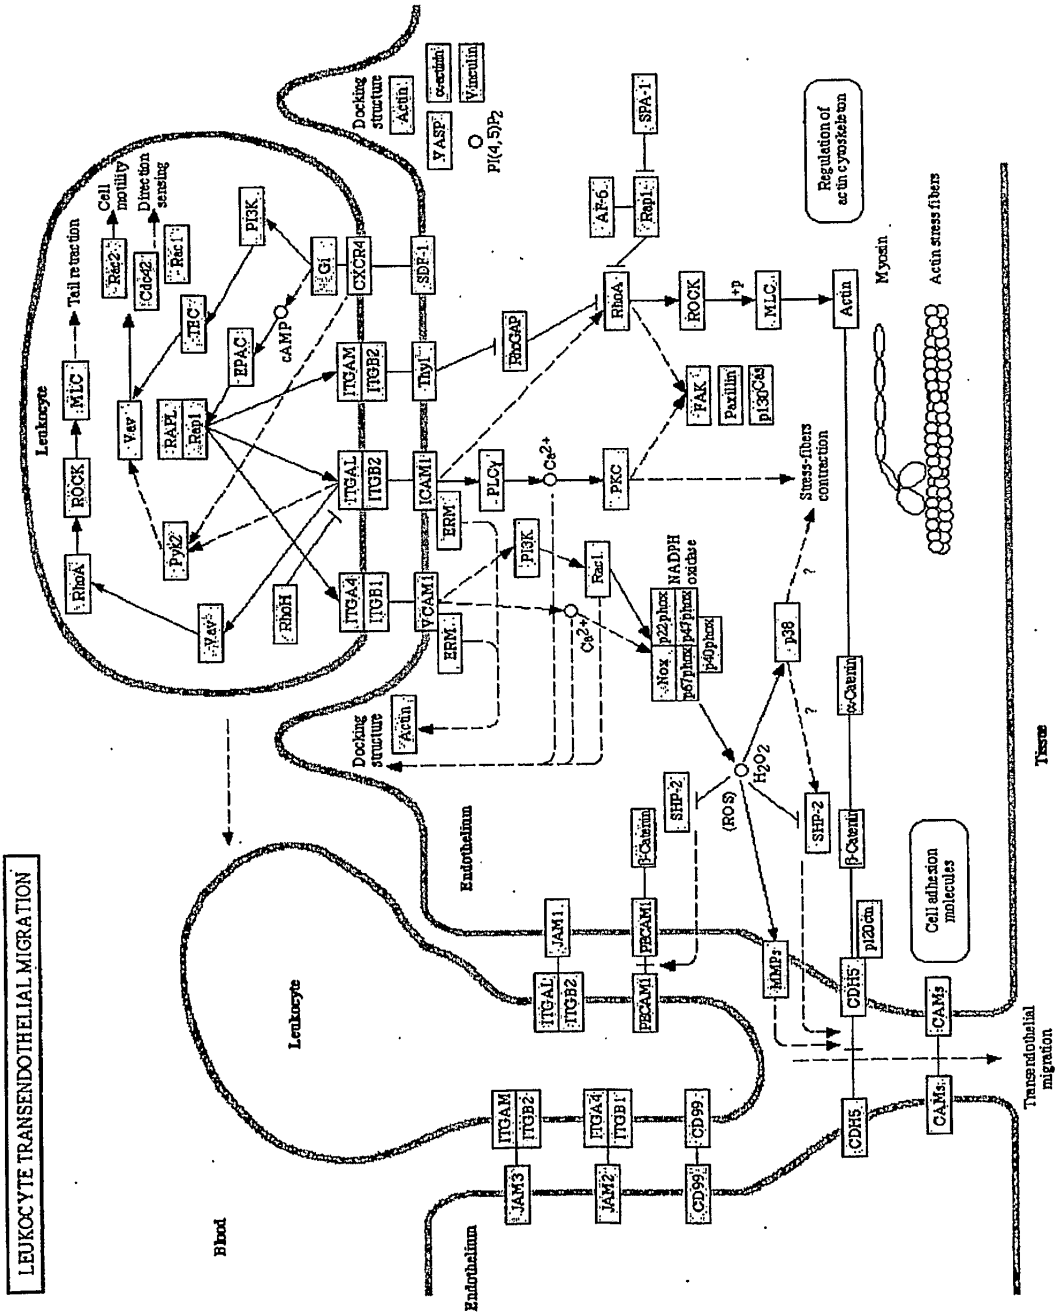 LEUKOCYTE TRANSENDOTHELIAL MIGRATION
Blood
Leukocyte
Endothelium
JAM3
ITGAM
ITGB2
JAM2
ITGA4
ITGB1
CD99
CD99
ITGAL
ITGB2
JAM1
PECAM1
PECAM1
β-Catenin
SHP-2
MMPs
CDH5
CDH5
p120ctn
β-Catenin
α-Catenin
CAMs
CAMs
Cell adhesion
molecules
Transendothelial
migration
Tissue
Endothelium
Leukocyte
RhoA
ROCK
MLC
Tail retraction
Vav
Pyk2
Vav
TEC
PI3K
Rac2
Cell
motility
Cdc42
Rac1
Direction
sensing
RhoH
RAPL
Rap1
EPAC
cAMP
Gi
ITGA4
ITGB1
ITGAL
ITGB2
ITGAM
ITGB2
CXCR4
VCAM1
ERM
ICAM1
ERM
Thy1
SDF-1
Docking
structure
Actin
Docking
structure
Actin
α-actinin
VASP
Vinculin
PI(4,5)P2
PI3K
Rac1
Ca2+
PLCγ
Ca2+
PKC
RhoGAP
RhoA
AF-6
Rap1
SPA-1
ROCK
+p
MLC
Actin
FAK
Paxillin
p130Cas
Nox
p22phox
p67phox
p47phox
p40phox
NADPH
oxidase
H2O2
(ROS)
p38
?
?
SHP-2
Stress-fibers
contraction
Regulation of
actin cytoskeleton
Myosin
Actin stress fibers